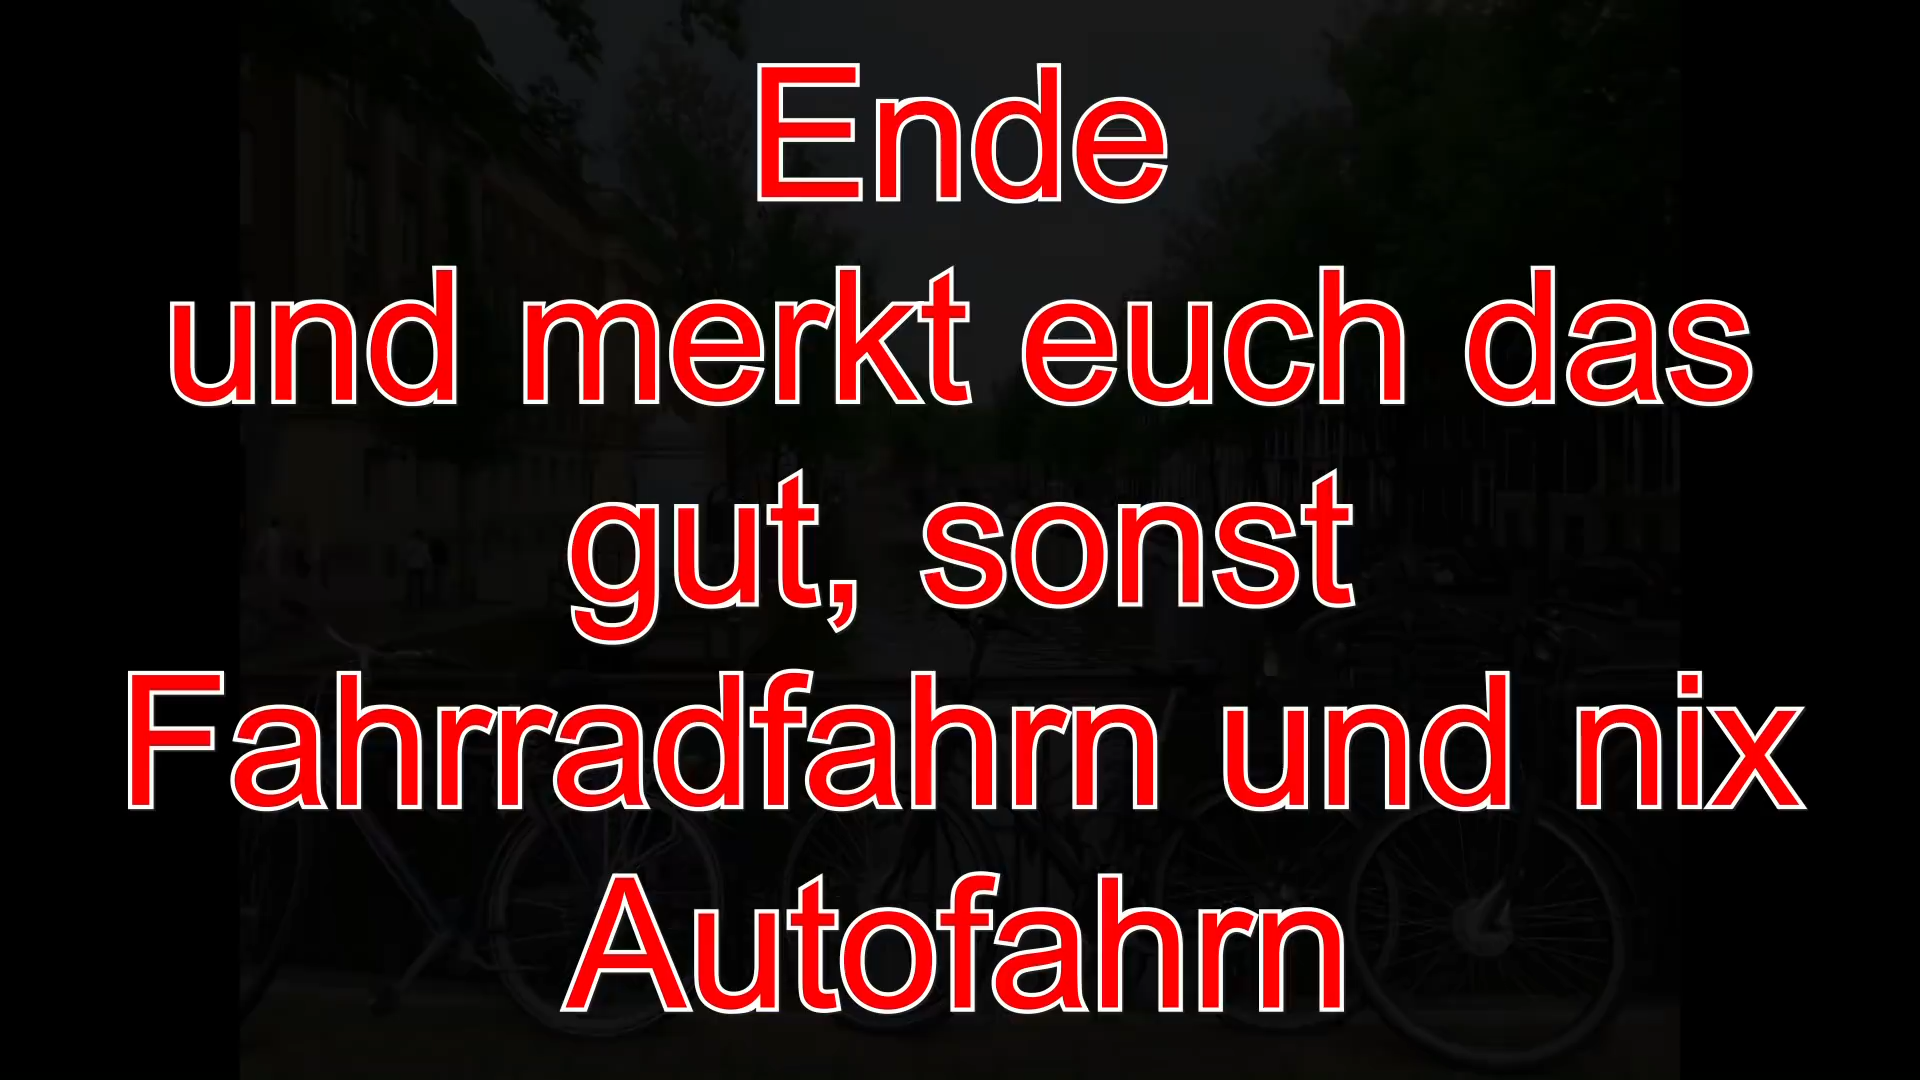 Ende
und merkt euch das
gut, sonst
Fahrradfahrn und nix
Autofahrn